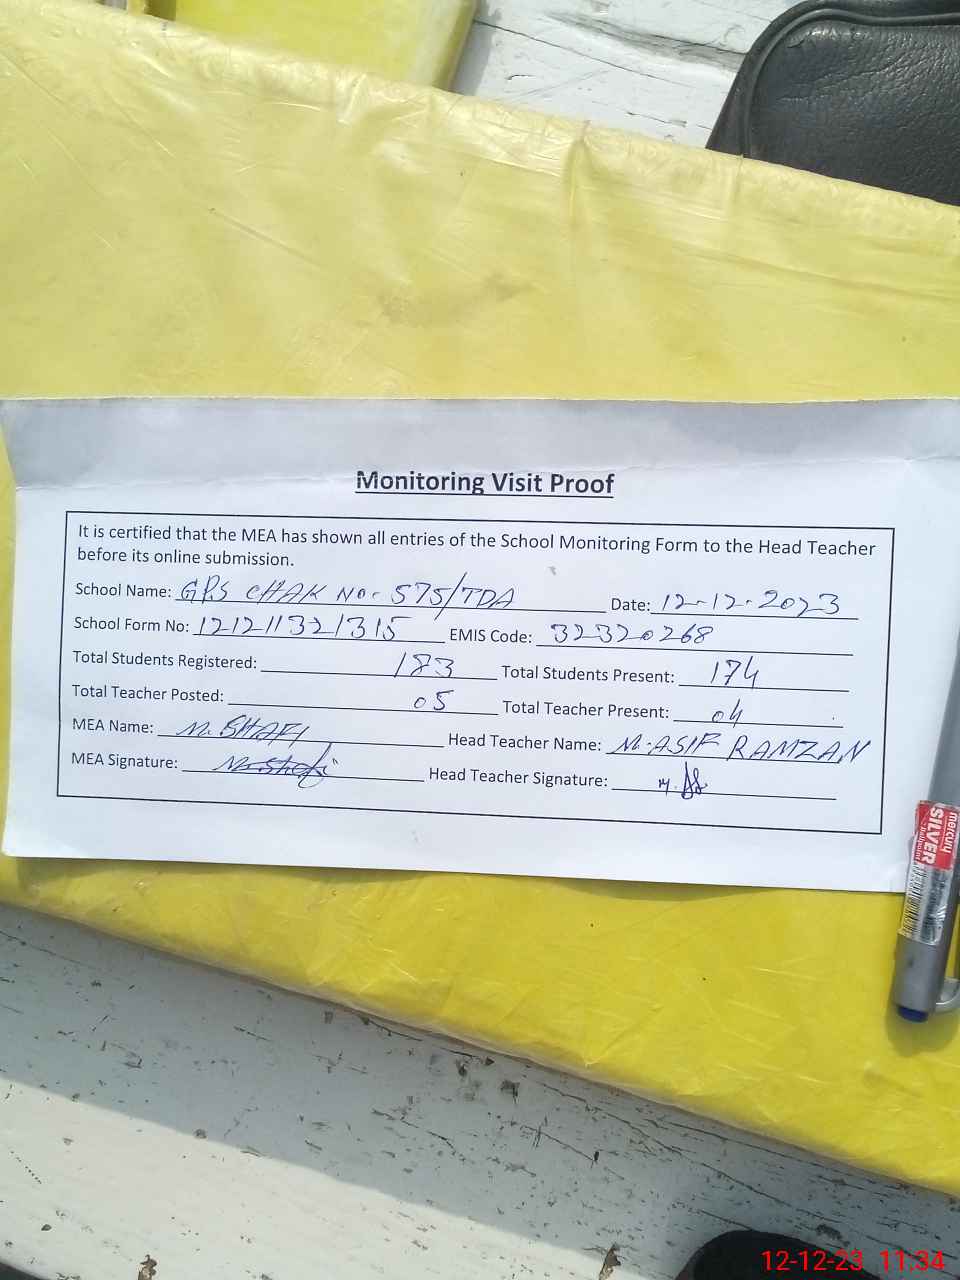 Monitoring Visit Proof
It is certified that the MEA has shown all entries of the School Monitoring Form to the Head Teacher
before its online submission.
School Name: GPS CHAK No- 575/TDA Date: 12-12-2023
School Form No: 121211321315 EMIS Code: 32320268
Total Students Registered: 183 Total Students Present: 174
Total Teacher Posted: 05 Total Teacher Present: 04
MEA Name: M. SHAFI Head Teacher Name: M-ASIF RAMZAN
MEA Signature: M.Shafi Head Teacher Signature:
mercury
SILVER
Ballpoint
12-12-23 11:34